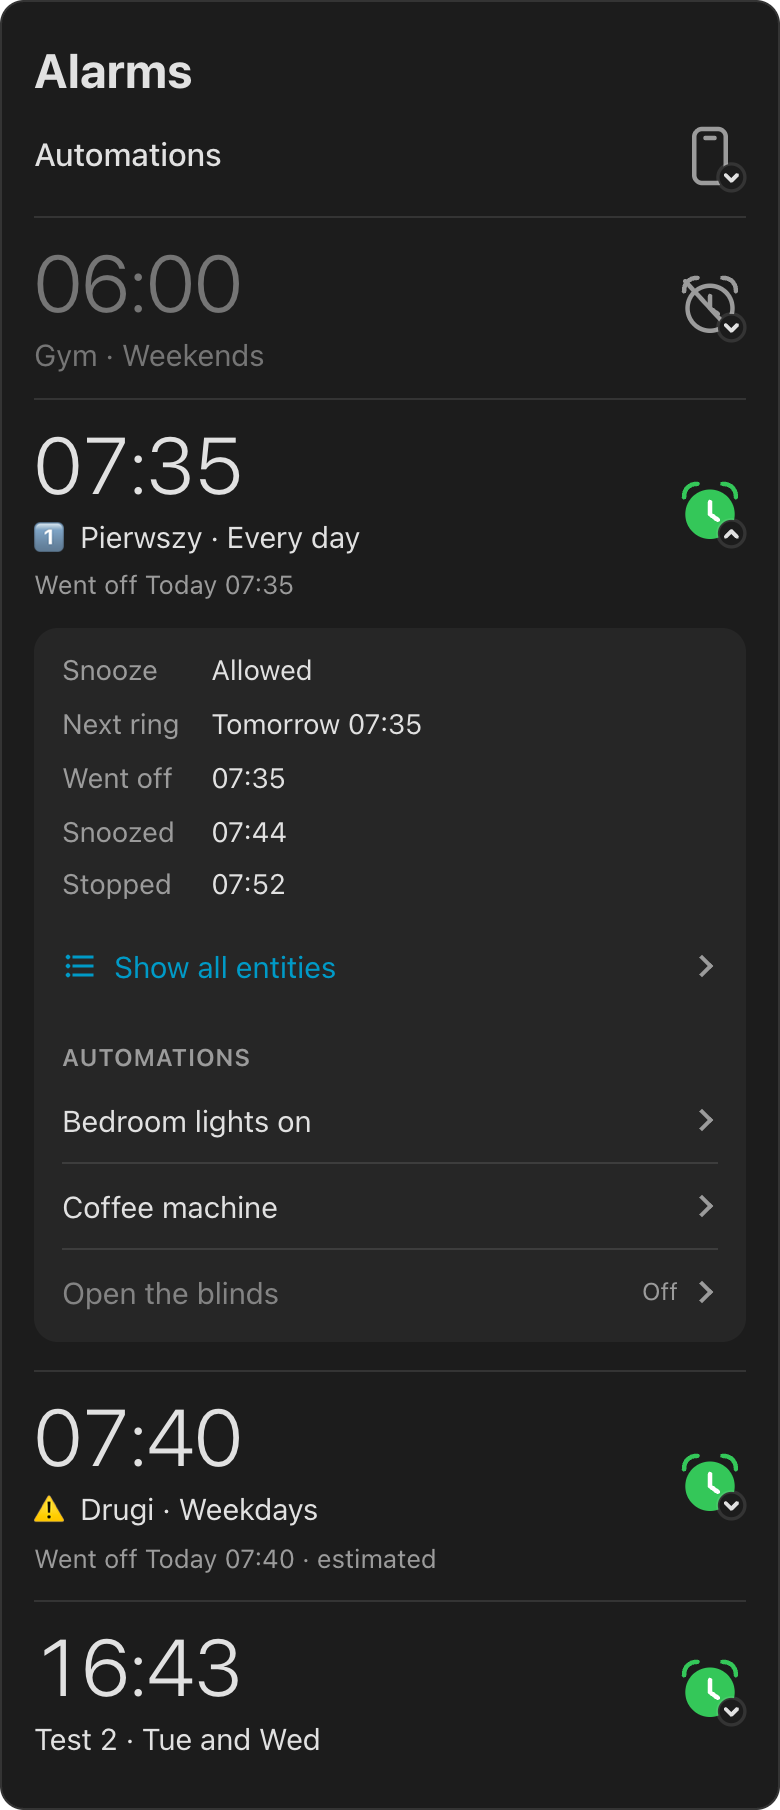 Alarms
Automations
06:00
Gym · Weekends
07:35
1️⃣ Pierwszy · Every day
Went off Today 07:35
Snooze Allowed
Next ring Tomorrow 07:35
Went off 07:35
Snoozed 07:44
Stopped 07:52
Show all entities
AUTOMATIONS
Bedroom lights on
Coffee machine
Open the blinds Off
07:40
⚠️ Drugi · Weekdays
Went off Today 07:40 · estimated
16:43
Test 2 · Tue and Wed